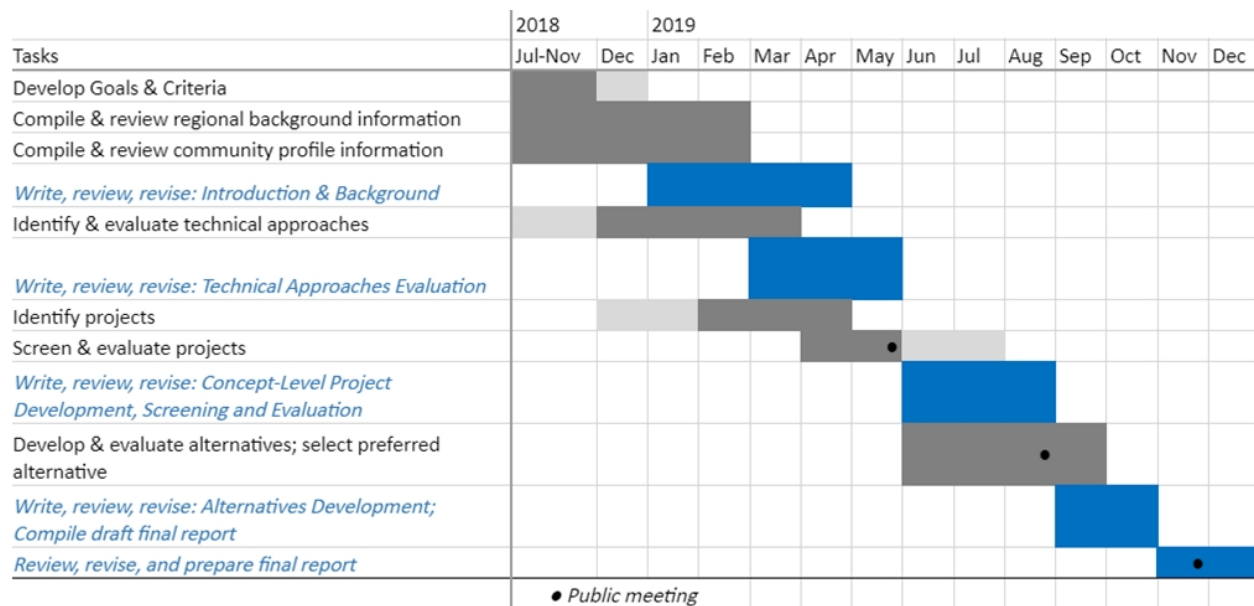 2018 2019
Tasks Jul-Nov Dec Jan Feb Mar Apr May Jun Jul Aug Sep Oct Nov Dec
Develop Goals & Criteria
Compile & review regional background information
Compile & review community profile information
Write, review, revise: Introduction & Background
Identify & evaluate technical approaches
Write, review, revise: Technical Approaches Evaluation
Identify projects
Screen & evaluate projects
Write, review, revise: Concept-Level Project
Development, Screening and Evaluation
Develop & evaluate alternatives; select preferred
alternative
Write, review, revise: Alternatives Development;
Compile draft final report
Review, revise, and prepare final report
• Public meeting